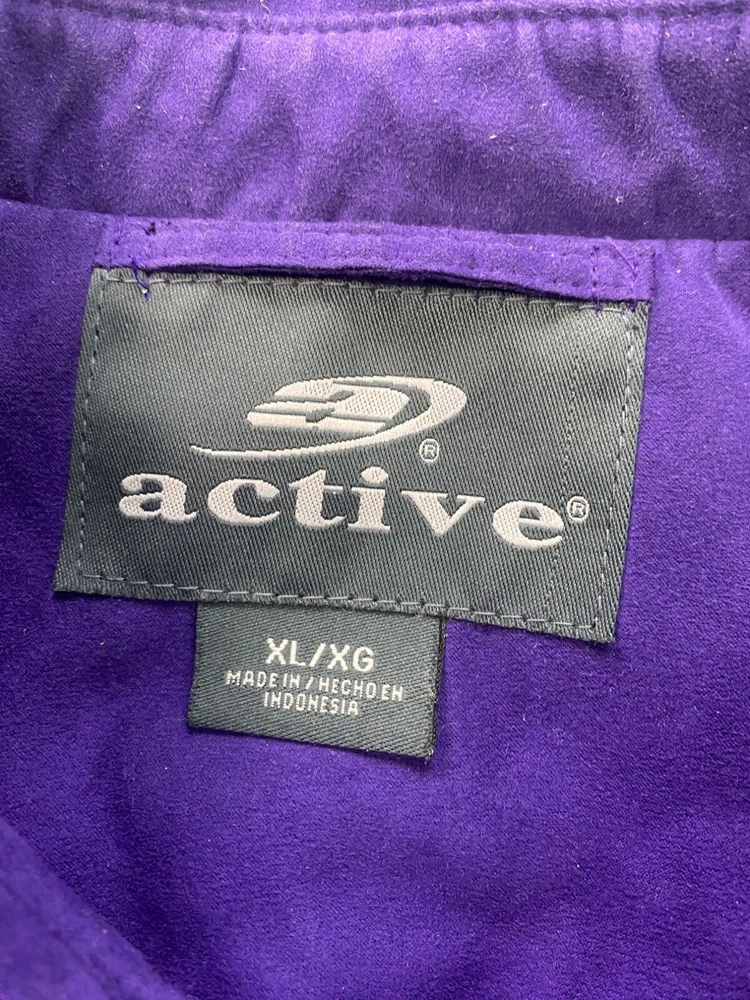 ®
active®
XL/XG
MADE IN / HECHO EN
INDONESIA